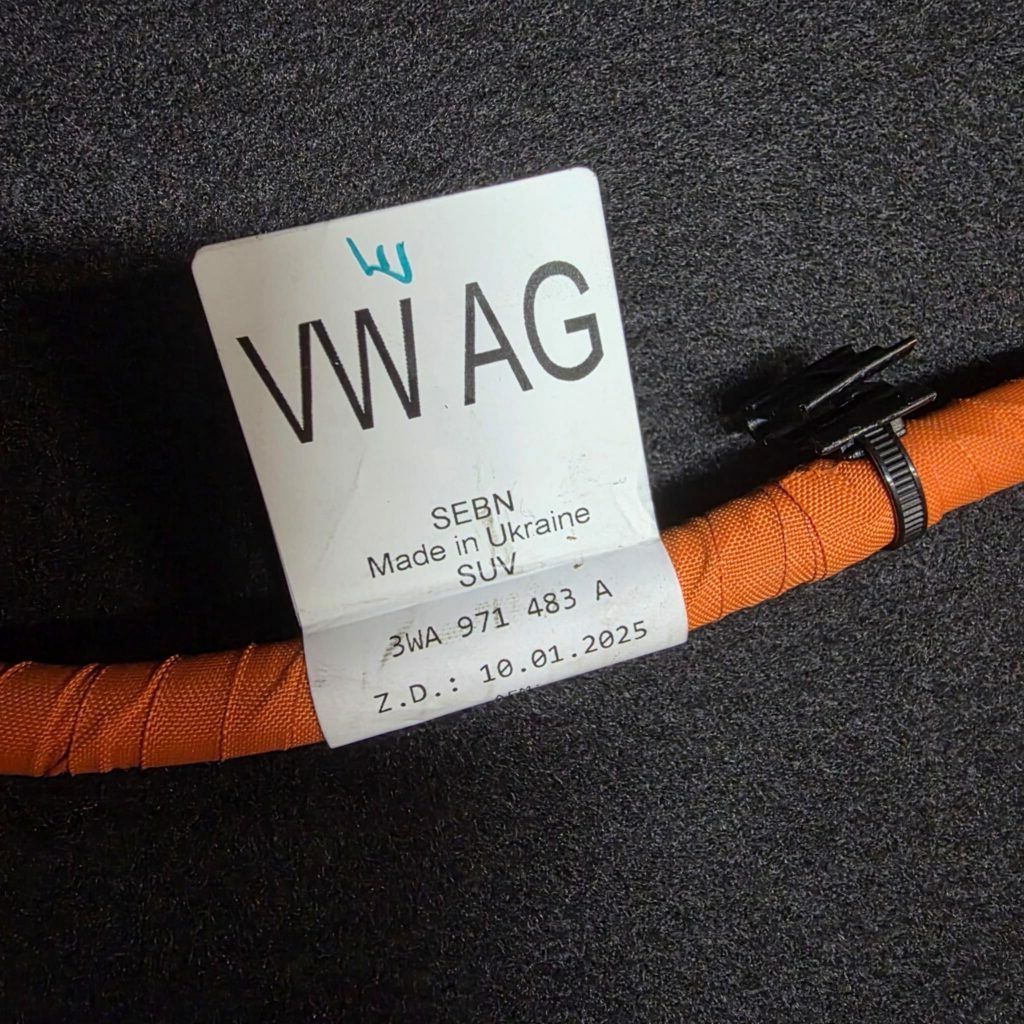 VW AG
SEBN
Made in Ukraine
SUV
3WA 971 483 A
Z.D.: 10.01.2025